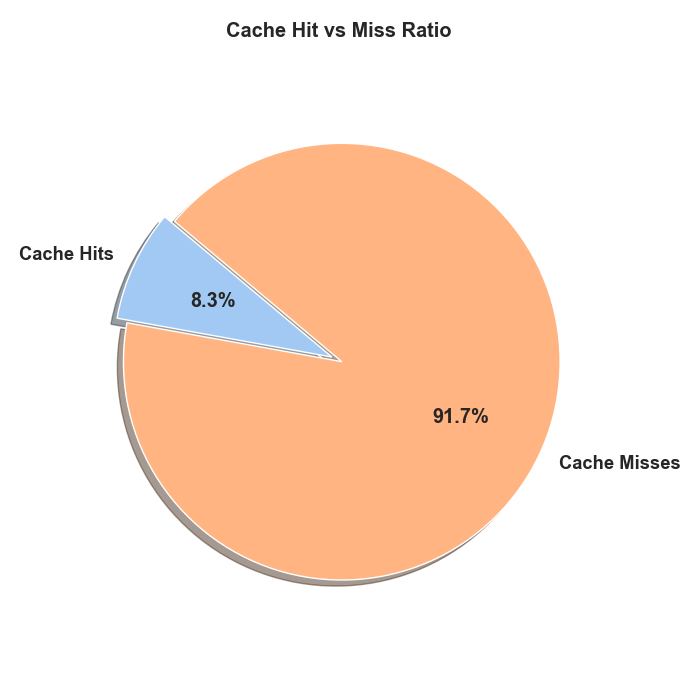 Cache Hit vs Miss Ratio
Cache Hits
8.3%
91.7%
Cache Misses